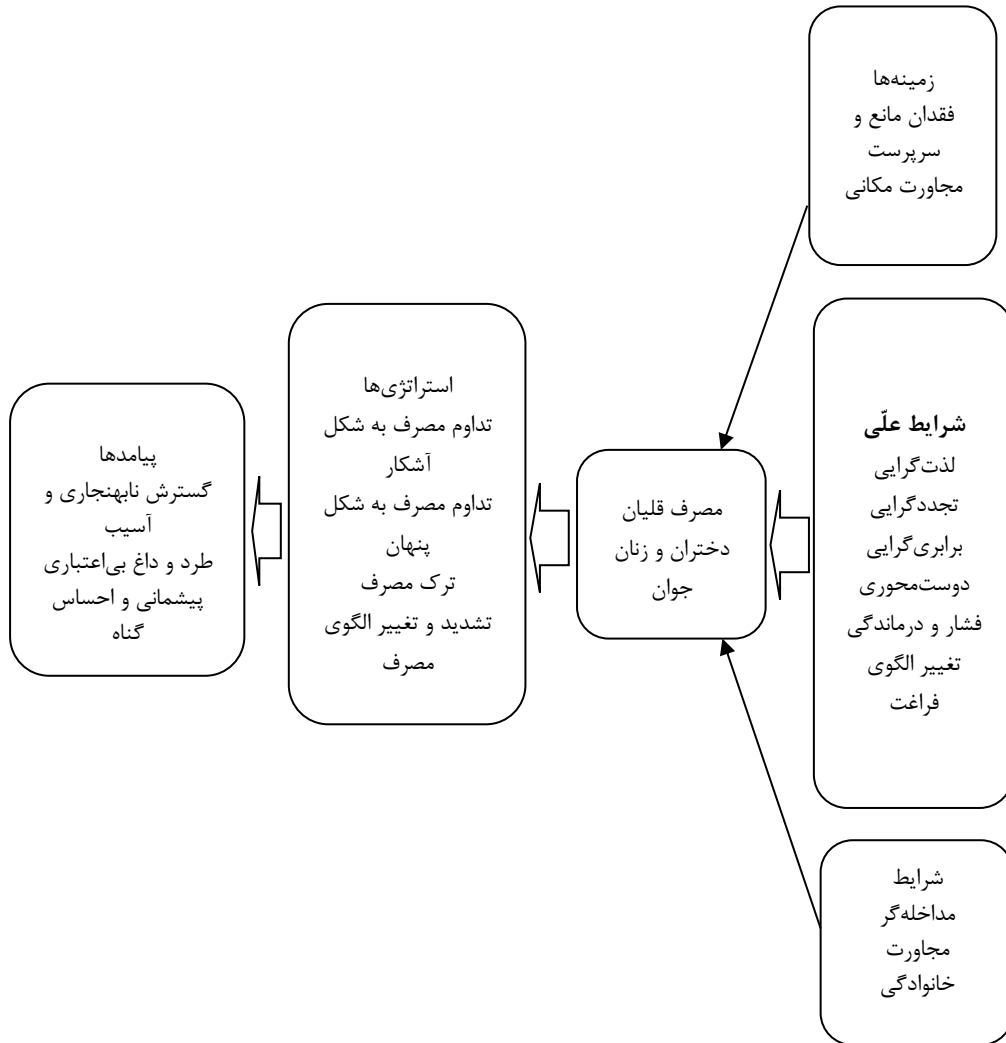 زمینه‌ها
فقدان مانع و
سرپرست
مجاورت مکانی
شرایط علّی
لذت‌گرایی
تجددگرایی
برابری‌گرایی
دوست‌محوری
فشار و درماندگی
تغییر الگوی
فراغت
شرایط
مداخله‌گر
مجاورت
خانوادگی
مصرف قلیان
دختران و زنان
جوان
استراتژی‌ها
تداوم مصرف به شکل
آشکار
تداوم مصرف به شکل
پنهان
ترک مصرف
تشدید و تغییر الگوی
مصرف
پیامدها
گسترش نابهنجاری و
آسیب
طرد و داغ بی‌اعتباری
پیشمانی و احساس
گناه